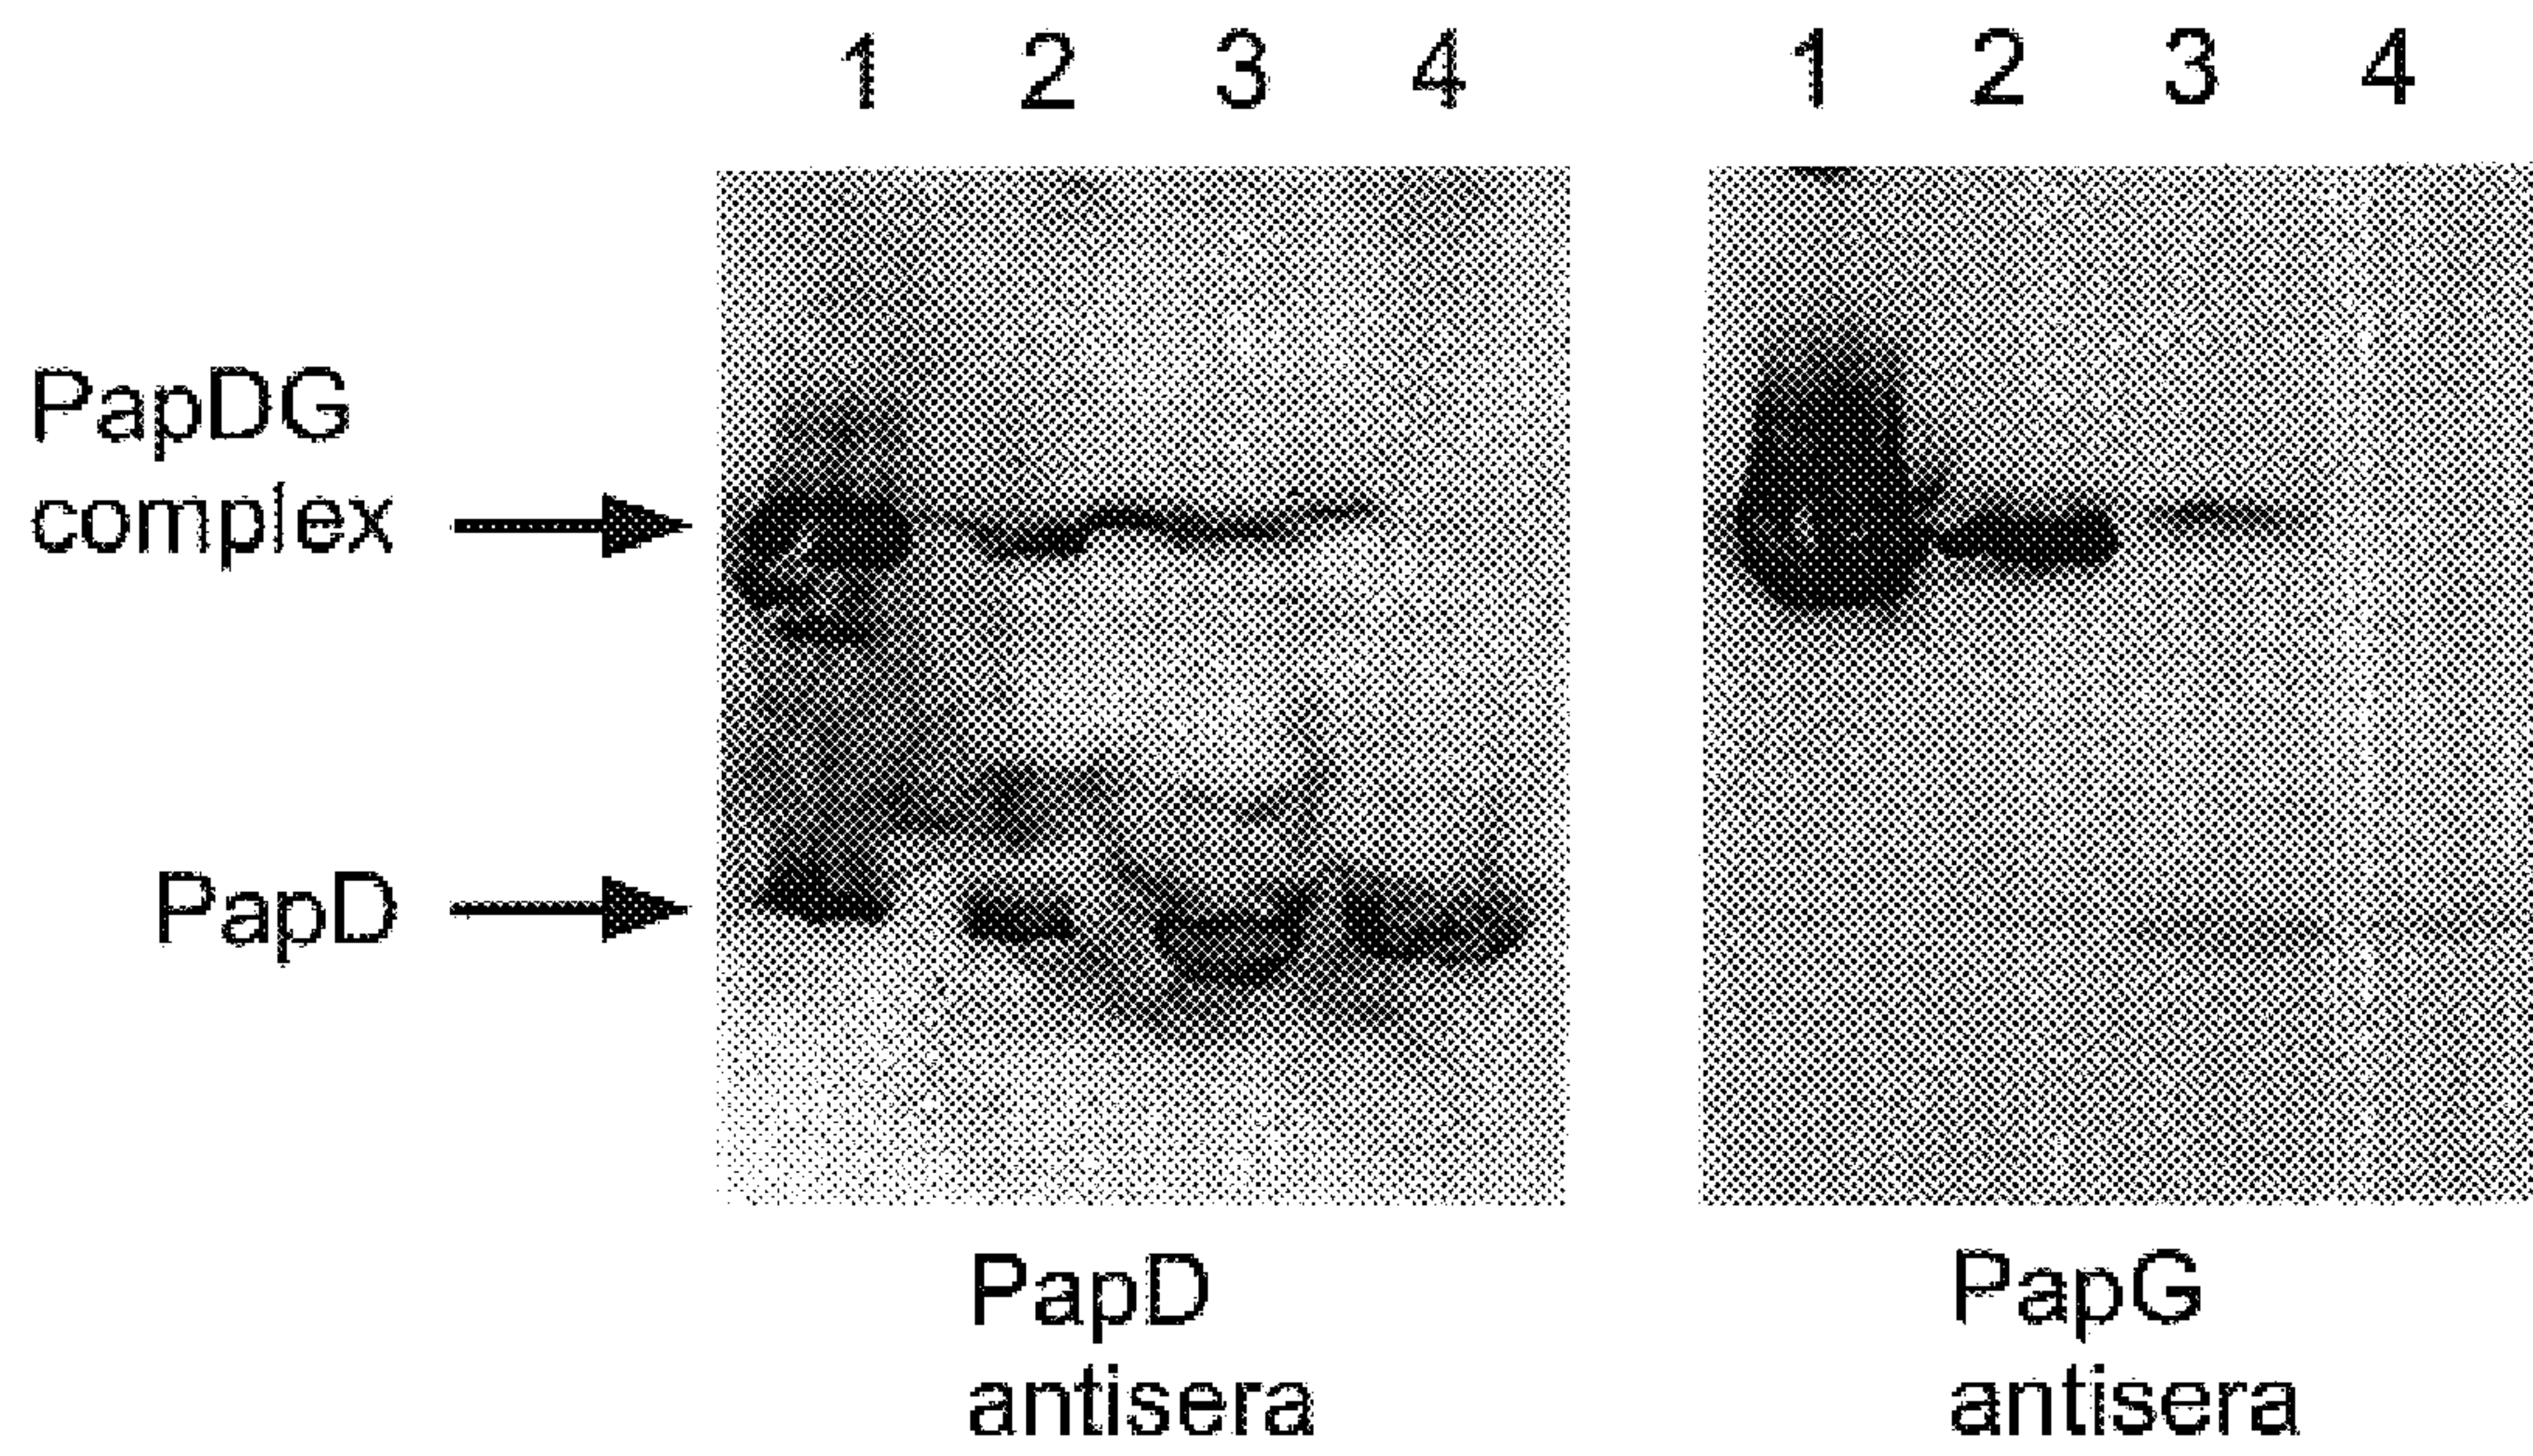 1 2 3 4 1 2 3 4
PapDG
complex
PapD
PapD
antisera
PapG
antisera